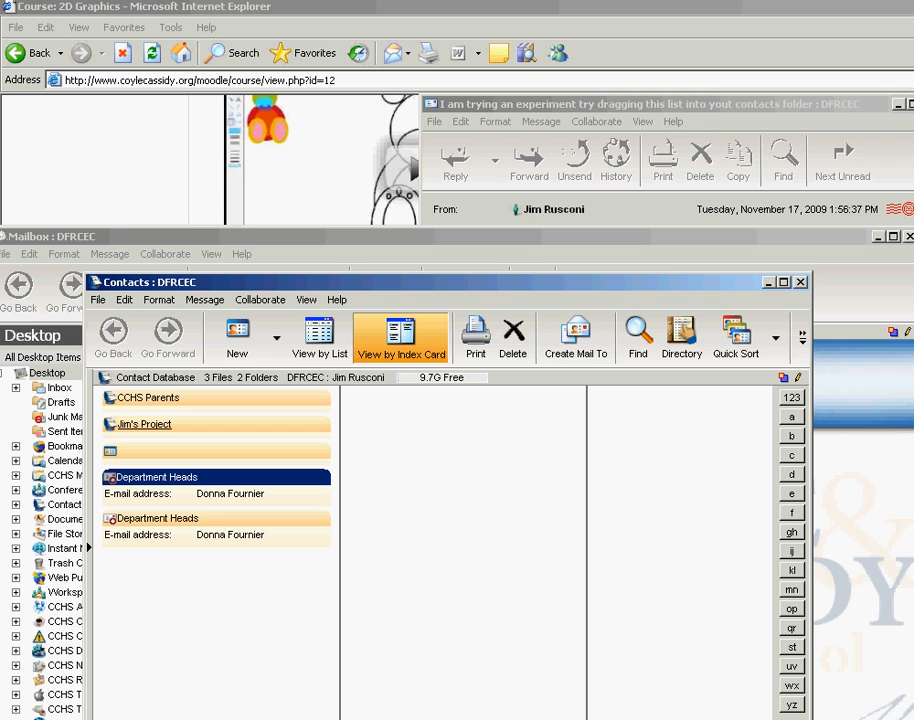 Course: 2D Graphics - Microsoft Internet Explorer
File Edit View Favorites Tools Help
Back Search Favorites
Address http://www.coylecassidy.org/moodle/course/view.php?id=12
I am trying an experiment try dragging this list into yout contacts folder : DFRCEC
File Edit Format Message Collaborate View Help
Reply Forward Unsend History Print Delete Copy Find Next Unread
From: Jim Rusconi Tuesday, November 17, 2009 1:56:37 PM
Mailbox : DFRCEC
ile Edit Format Message Collaborate View Help
Go Back Go Forw
Contacts : DFRCEC
File Edit Format Message Collaborate View Help
Go Back Go Forward New View by List View by Index Card Print Delete Create Mail To Find Directory Quick Sort
Desktop
All Desktop Items
Desktop
Inbox
Drafts
Junk Ma
Sent Ite
Bookma
Calenda
CCHS M
Confere
Contact
Docume
File Stor
Instant M
Trash C
Web Pu
Worksp
CCHS A
CCHS C
CCHS C
CCHS D
CCHS N
CCHS R
CCHS T
CCHS T
Contact Database 3 Files 2 Folders DFRCEC : Jim Rusconi 9.7G Free
CCHS Parents
Jim's Project
Department Heads
E-mail address: Donna Fournier
Department Heads
E-mail address: Donna Fournier
123
a
b
c
d
e
f
gh
ij
kl
mn
op
qr
st
uv
wx
yz
&
DY
ol